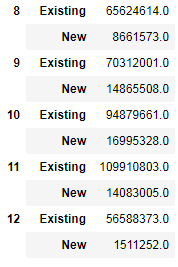 8 Existing 65624614.0
New 8661573.0
9 Existing 70312001.0
New 14865508.0
10 Existing 94879661.0
New 16995328.0
11 Existing 109910803.0
New 14083005.0
12 Existing 56588373.0
New 1511252.0